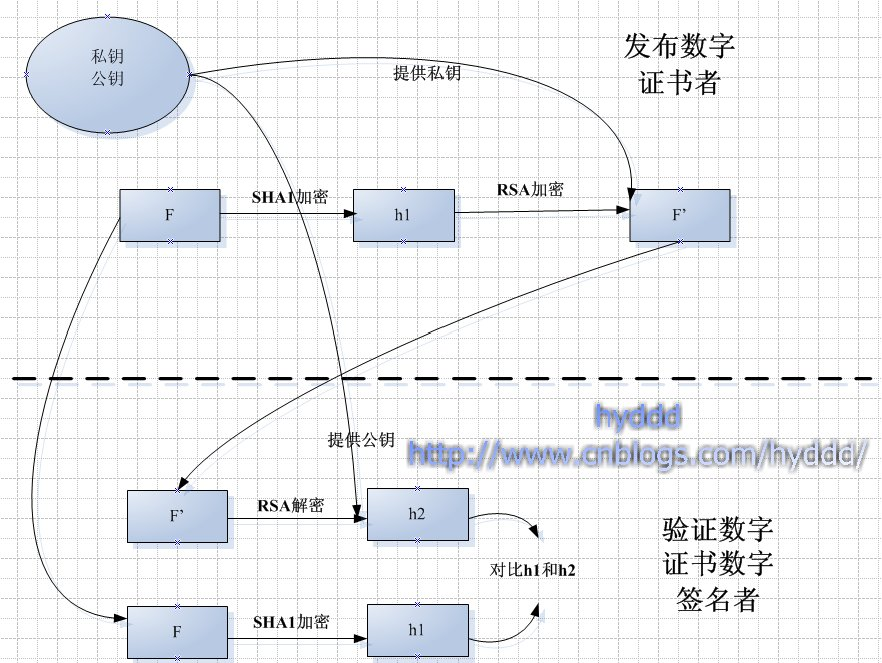 私钥
公钥
提供私钥
发布数字
证书者
F
SHA1加密
h1
RSA加密
F’
hyddd
http://www.cnblogs.com/hyddd/
提供公钥
F’
RSA解密
h2
对比h1和h2
验证数字
证书数字
签名者
F
SHA1加密
h1